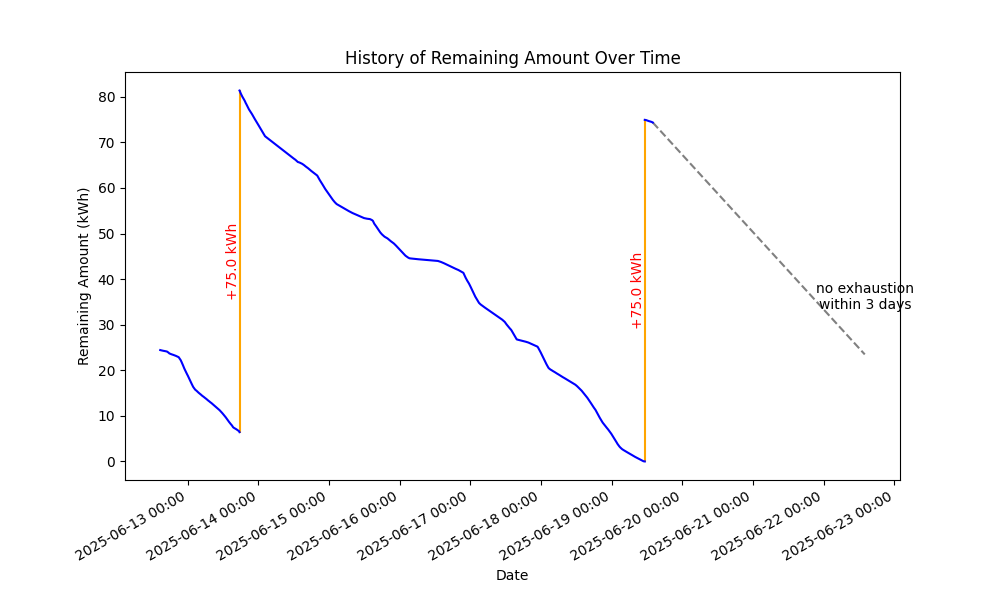 History of Remaining Amount Over Time
Remaining Amount (kWh)
80
70
60
50
40
30
20
10
0
+75.0 kWh
+75.0 kWh
no exhaustion
within 3 days
2025-06-13 00:00
2025-06-14 00:00
2025-06-15 00:00
2025-06-16 00:00
2025-06-17 00:00
2025-06-18 00:00
2025-06-19 00:00
2025-06-20 00:00
2025-06-21 00:00
2025-06-22 00:00
2025-06-23 00:00
Date